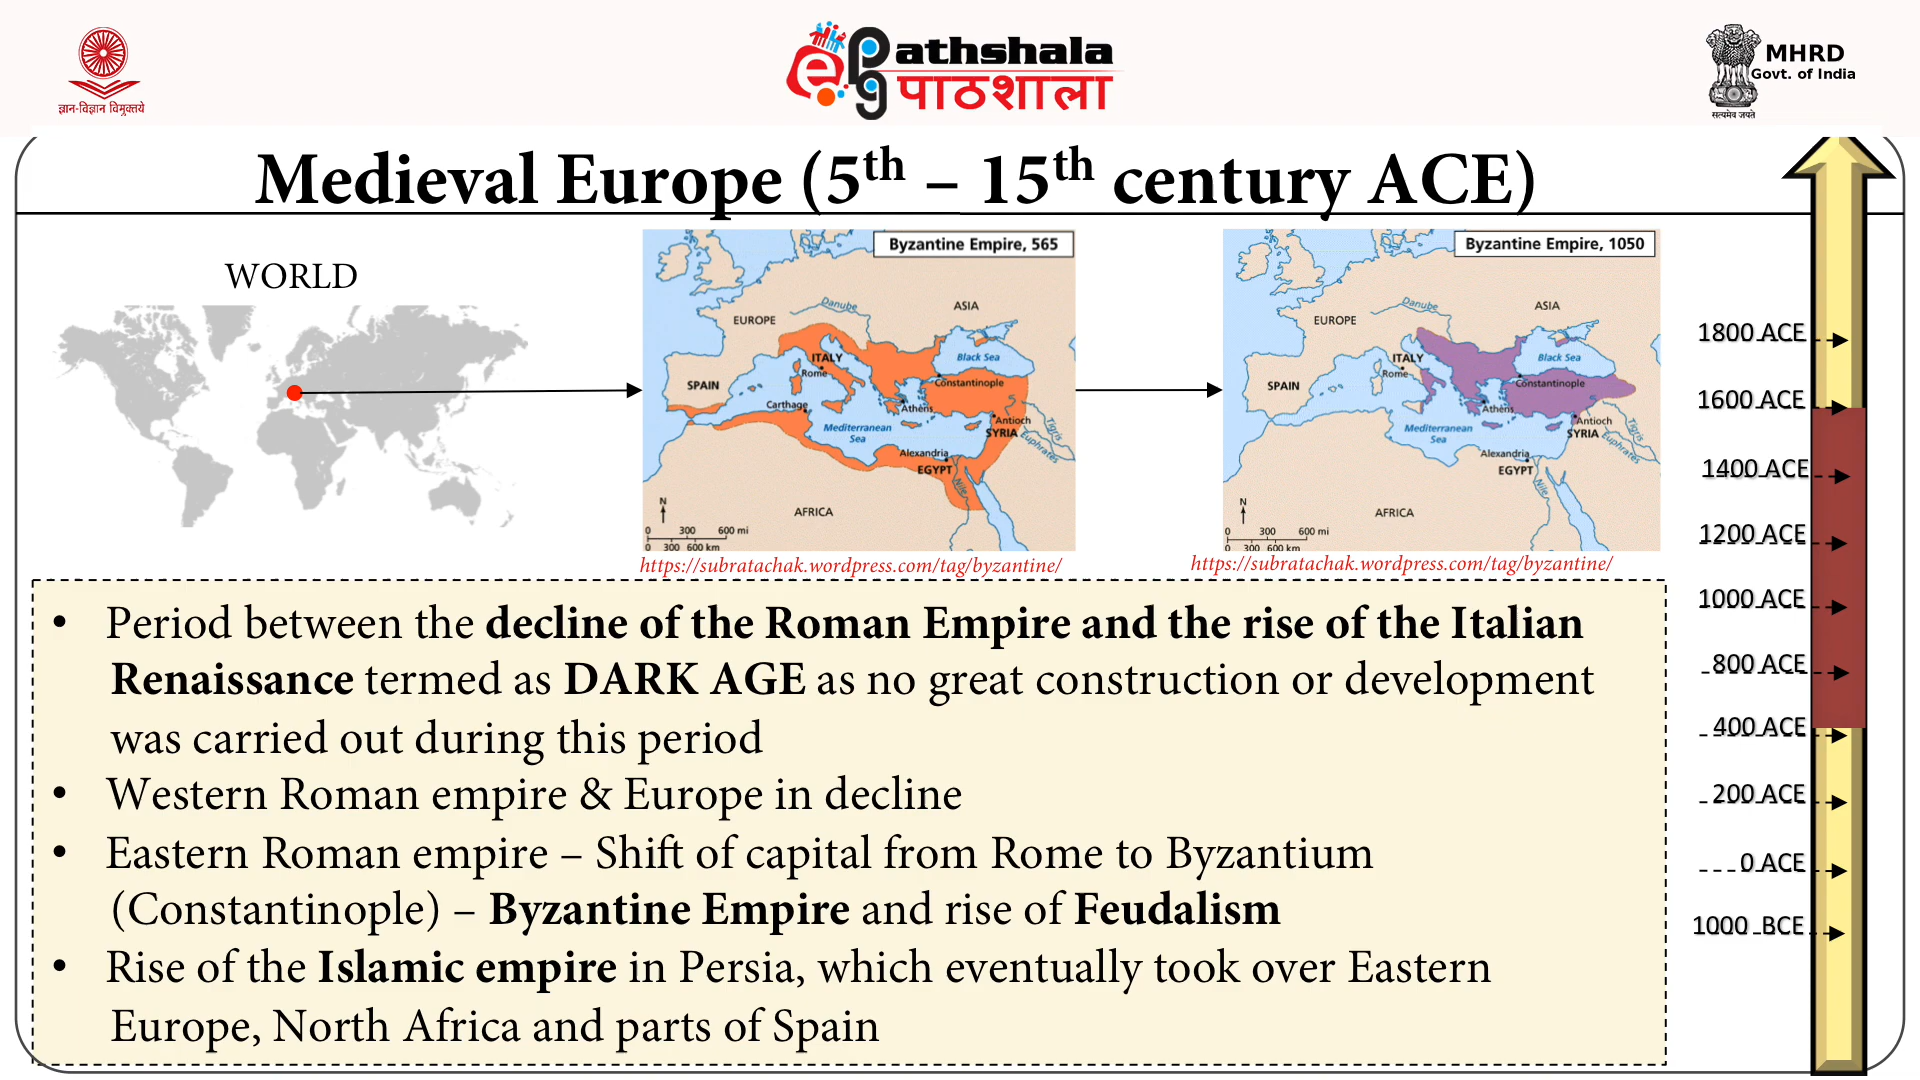 ज्ञान-विज्ञान विमुक्तये
ePG Pathshala
पाठशाला
MHRD
Govt. of India
सत्यमेव जयते
Medieval Europe (5th – 15th century ACE)
WORLD
Byzantine Empire, 565
Danube
ASIA
EUROPE
ITALY
Black Sea
Rome
SPAIN
Constantinople
Carthage
Athens
Antioch
Mediterranean
Sea
SYRIA
Tigris
Euphrates
Alexandria
EGYPT
Nile
N
AFRICA
0 300 600 mi
0 300 600 km
https://subratachak.wordpress.com/tag/byzantine/
Byzantine Empire, 1050
Danube
ASIA
EUROPE
ITALY
Black Sea
Rome
SPAIN
Constantinople
Athens
Antioch
Mediterranean
Sea
SYRIA
Tigris
Euphrates
Alexandria
EGYPT
Nile
N
AFRICA
0 300 600 mi
0 300 600 km
https://subratachak.wordpress.com/tag/byzantine/
• Period between the decline of the Roman Empire and the rise of the Italian
Renaissance termed as DARK AGE as no great construction or development
was carried out during this period
• Western Roman empire & Europe in decline
• Eastern Roman empire – Shift of capital from Rome to Byzantium
(Constantinople) – Byzantine Empire and rise of Feudalism
• Rise of the Islamic empire in Persia, which eventually took over Eastern
Europe, North Africa and parts of Spain
1800 ACE
1600 ACE
1400 ACE
1200 ACE
1000 ACE
800 ACE
400 ACE
200 ACE
0 ACE
1000 BCE